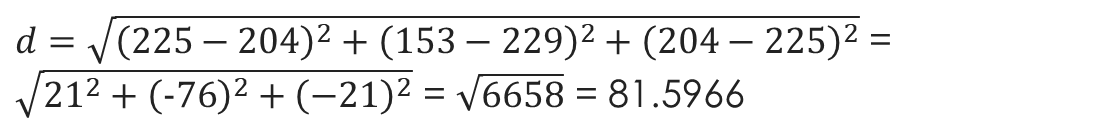 d = √(225 − 204)² + (153 − 229)² + (204 − 225)² =
√21² + (-76)² + (−21)² = √6658 = 81.5966